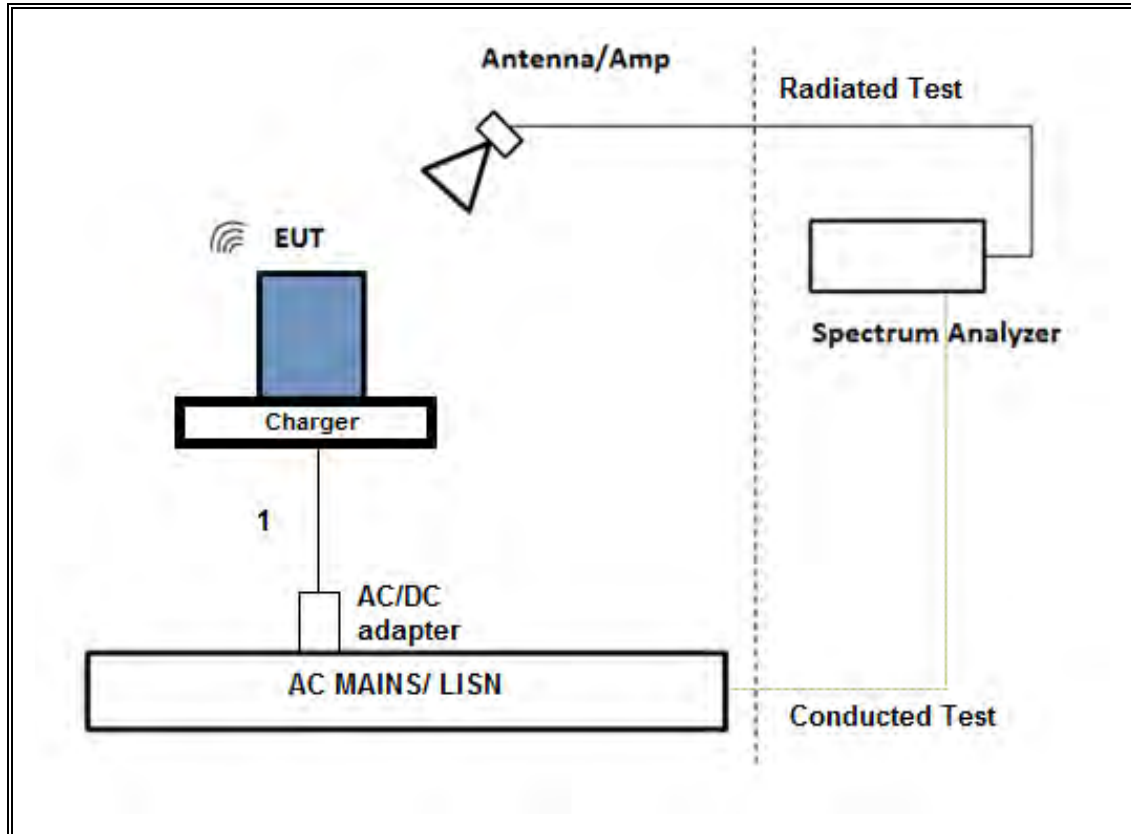 Antenna/Amp
Radiated Test
EUT
Spectrum Analyzer
Charger
1
AC/DC
adapter
AC MAINS/ LISN
Conducted Test